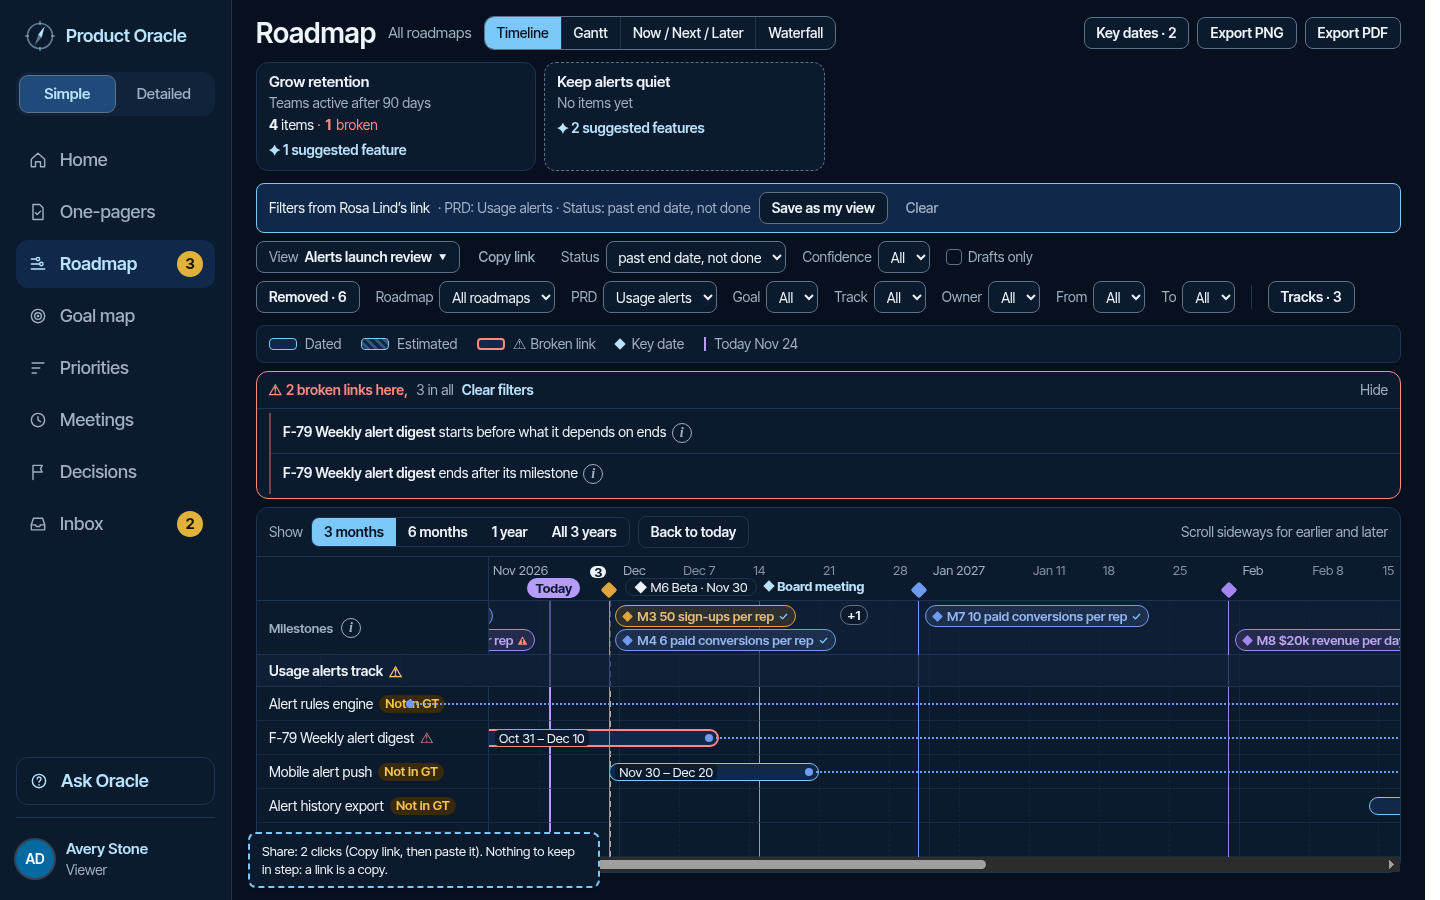 Product Oracle
Simple
Detailed
Home
One-pagers
Roadmap
3
Goal map
Priorities
Meetings
Decisions
Inbox
2
Ask Oracle
AD
Avery Stone
Viewer
Roadmap
All roadmaps
Timeline
Gantt
Now / Next / Later
Waterfall
Key dates · 2
Export PNG
Export PDF
Grow retention
Teams active after 90 days
4 items · 1 broken
✦ 1 suggested feature
Keep alerts quiet
No items yet
✦ 2 suggested features
Filters from Rosa Lind's link · PRD: Usage alerts · Status: past end date, not done
Save as my view
Clear
View Alerts launch review ▼
Copy link
Status
past end date, not done
Confidence
All
Drafts only
Removed · 6
Roadmap
All roadmaps
PRD
Usage alerts
Goal
All
Track
All
Owner
All
From
All
To
All
Tracks · 3
Dated
Estimated
⚠ Broken link
Key date
Today Nov 24
⚠ 2 broken links here, 3 in all Clear filters
Hide
F-79 Weekly alert digest starts before what it depends on ends i
F-79 Weekly alert digest ends after its milestone i
Show
3 months
6 months
1 year
All 3 years
Back to today
Scroll sideways for earlier and later
Nov 2026
3
Dec
Dec 7
14
21
28
Jan 2027
Jan 11
18
25
Feb
Feb 8
15
Today
M6 Beta · Nov 30
Board meeting
Milestones i
M3 50 sign-ups per rep ✓
+1
M7 10 paid conversions per rep ✓
rep ⚠
M4 6 paid conversions per rep ✓
M8 $20k revenue per da
Usage alerts track ⚠
Alert rules engine
Not in GT
F-79 Weekly alert digest ⚠
Oct 31 – Dec 10
Mobile alert push
Not in GT
Nov 30 – Dec 20
Alert history export
Not in GT
Share: 2 clicks (Copy link, then paste it). Nothing to keep
in step: a link is a copy.